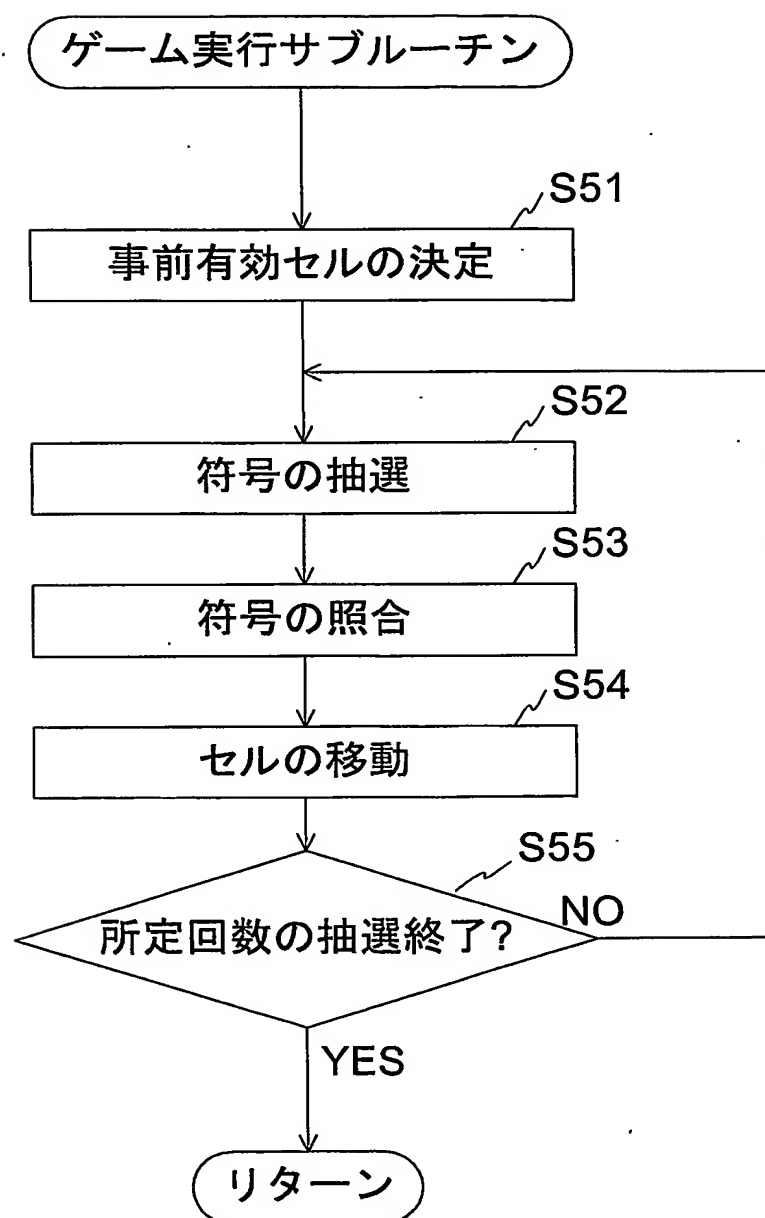 ゲーム実行サブルーチン
S51
事前有効セルの決定
S52
符号の抽選
S53
符号の照合
S54
セルの移動
S55
所定回数の抽選終了?
NO
YES
リターン